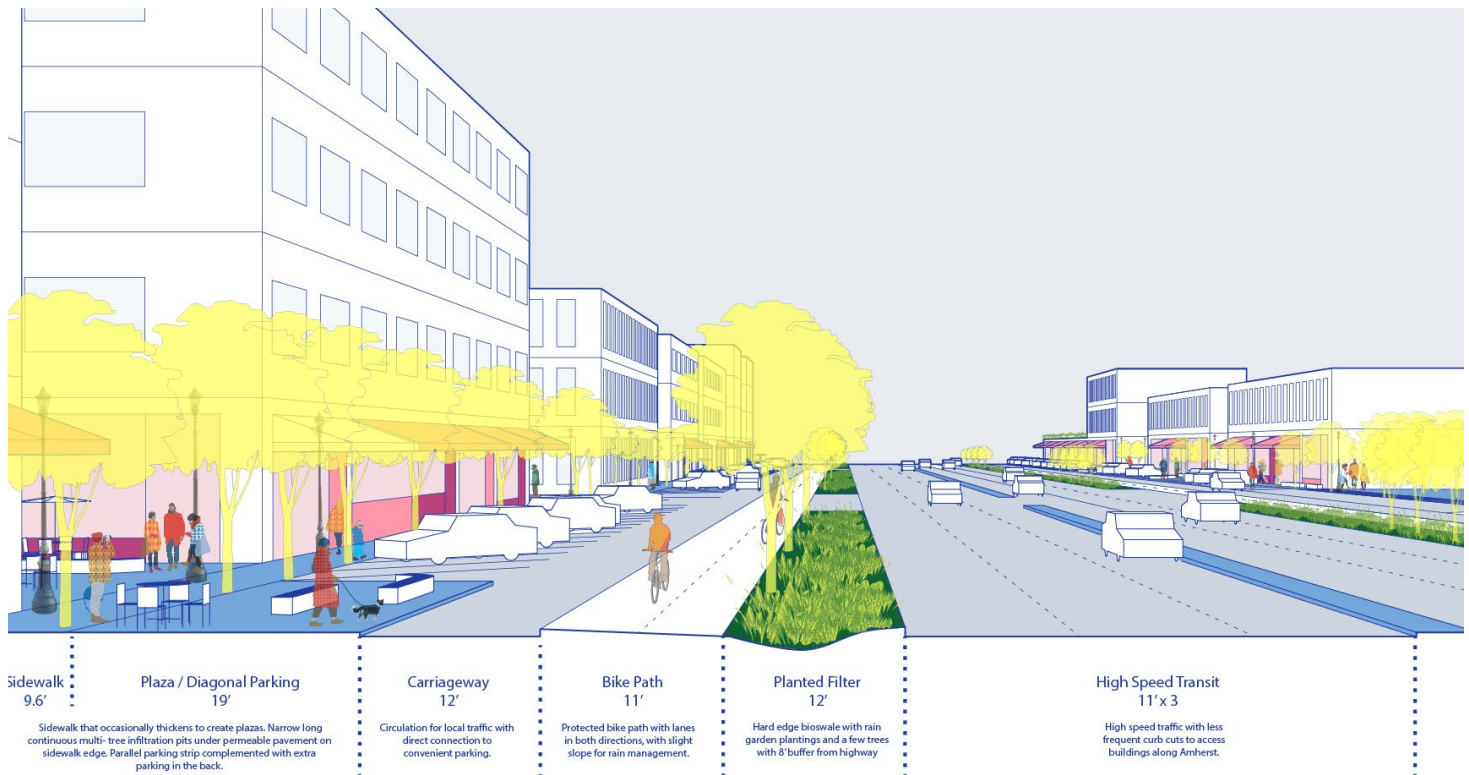 Sidewalk
9.6'
Plaza / Diagonal Parking
19'
Sidewalk that occasionally thickens to create plazas. Narrow long
continuous multi- tree infiltration pits under permeable pavement on
sidewalk edge. Parallel parking strip complemented with extra
parking in the back.
Carriageway
12'
Circulation for local traffic with
direct connection to
convenient parking.
Bike Path
11'
Protected bike path with lanes
in both directions, with slight
slope for rain management.
Planted Filter
12'
Hard edge bioswale with rain
garden plantings and a few trees
with 8' buffer from highway
High Speed Transit
11' x 3
High speed traffic with less
frequent curb cuts to access
buildings along Amherst.